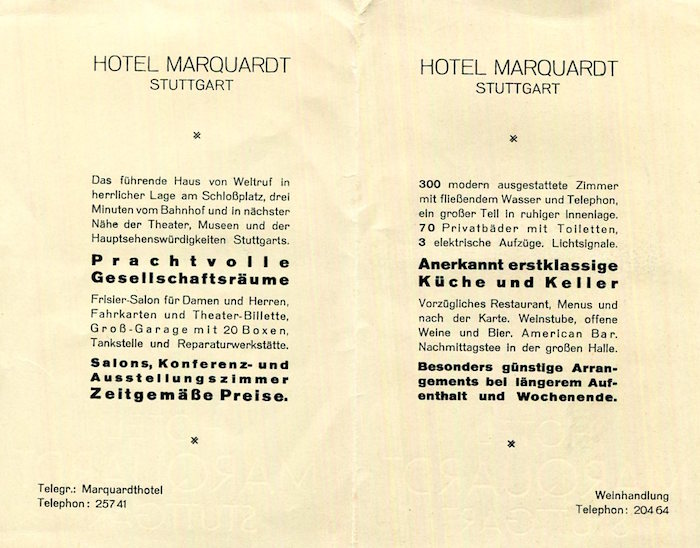 HOTEL MARQUARDT
STUTTGART
Das führende Haus von Weltruf in
herrlicher Lage am Schloßplatz, drei
Minuten vom Bahnhof und in nächster
Nähe der Theater, Museen und der
Hauptsehenswürdigkeiten Stuttgarts.
Prachtvolle
Gesellschaftsräume
Frisier-Salon für Damen und Herren,
Fahrkarten und Theater-Billette,
Groß-Garage mit 20 Boxen,
Tankstelle und Reparaturwerkstätte.
Salons, Konferenz- und
Ausstellungszimmer
Zeitgemäße Preise.
Telegr.: Marquardthotel
Telephon: 25741
HOTEL MARQUARDT
STUTTGART
300 modern ausgestattete Zimmer
mit fließendem Wasser und Telephon,
ein großer Teil in ruhiger Innenlage.
70 Privatbäder mit Toiletten,
3 elektrische Aufzüge. Lichtsignale.
Anerkannt erstklassige
Küche und Keller
Vorzügliches Restaurant, Menus und
nach der Karte. Weinstube, offene
Weine und Bier. American Bar.
Nachmittagstee in der großen Halle.
Besonders günstige Arran-
gements bei längerem Auf-
enthalt und Wochenende.
Weinhandlung
Telephon: 20464